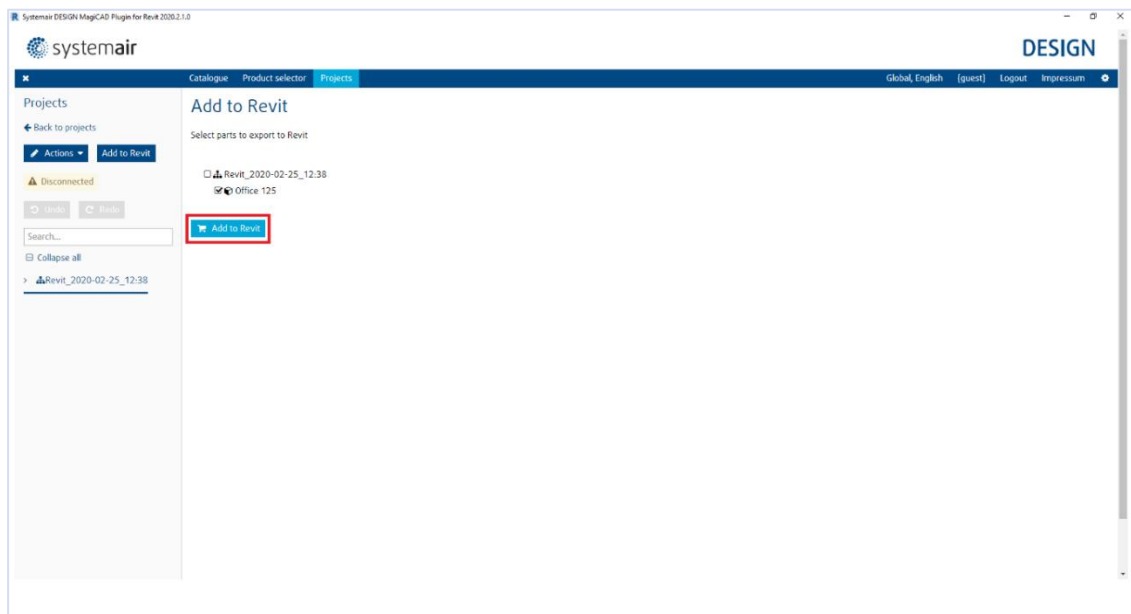 Systemair DESIGN MagiCAD Plugin for Revit 2020.2.1.0
systemair
DESIGN
Catalogue Product selector Projects Global, English [guest] Logout Impressum
Projects
Back to projects
Actions Add to Revit
Disconnected
Undo Redo
Search...
Collapse all
Revit_2020-02-25_12:38
Add to Revit
Select parts to export to Revit
Revit_2020-02-25_12:38
Office 125
Add to Revit